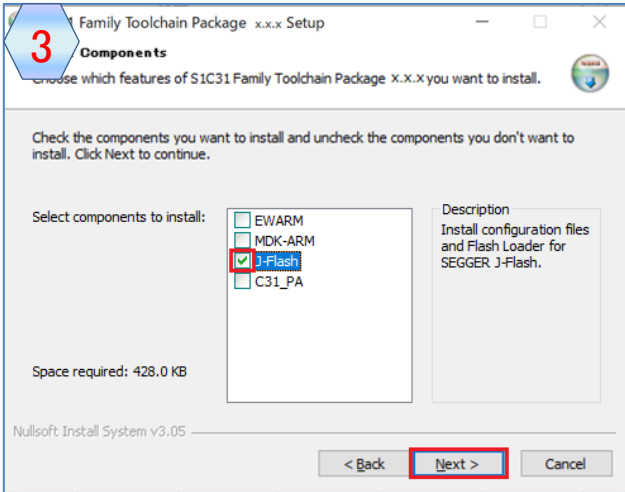 3
Family Toolchain Package x.x.x Setup
Components
which features of S1C31 Family Toolchain Package x.x.x you want to install.
Check the components you want to install and uncheck the components you don't want to
install. Click Next to continue.
Select components to install:
EWARM
MDK-ARM
J-Flash
C31_PA
Description
Install configuration files
and Flash Loader for
SEGGER J-Flash.
Space required: 428.0 KB
Nullsoft Install System v3.05
< Back
Next >
Cancel